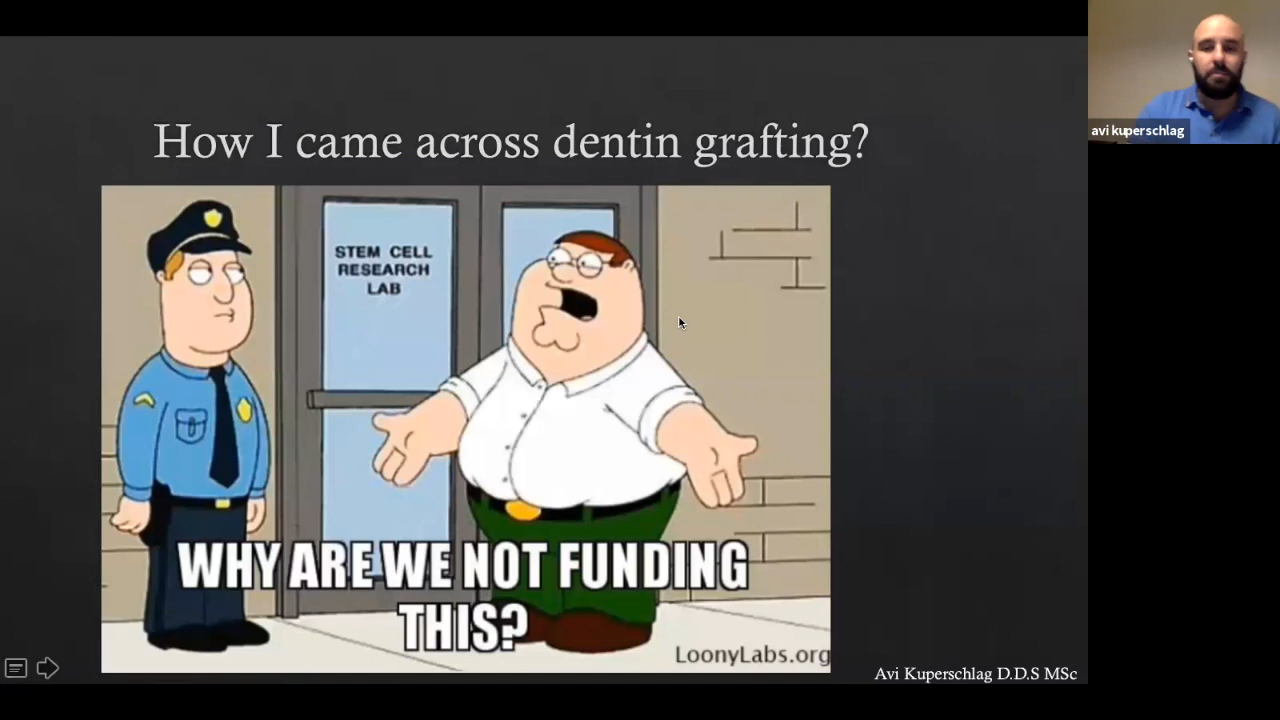 How I came across dentin grafting?
avi kuperschlag
STEM CELL
RESEARCH
LAB
WHY ARE WE NOT FUNDING
THIS?
LoonyLabs.org
Avi Kuperschlag D.D.S MSc